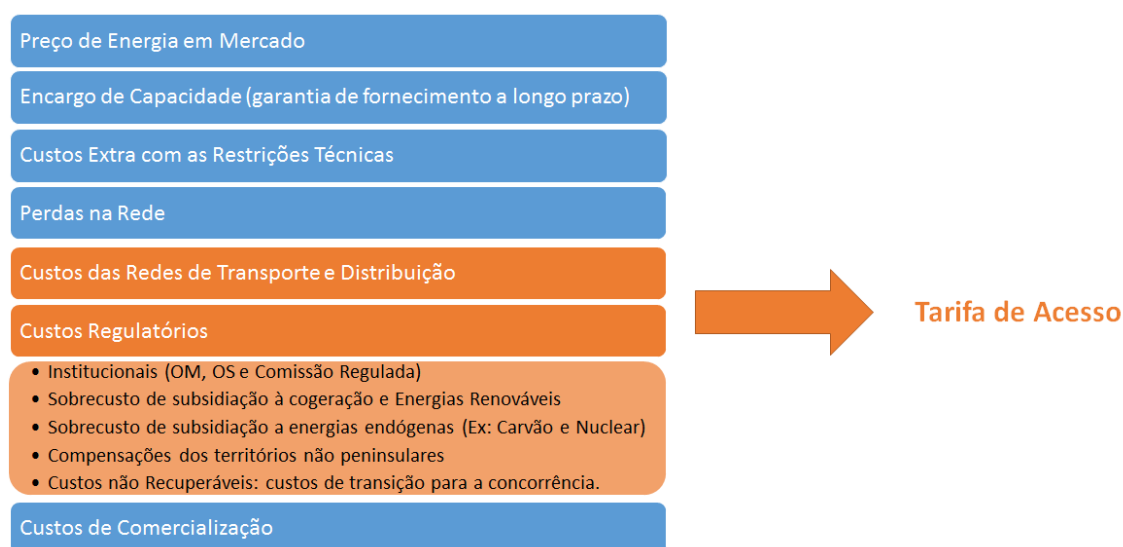 Preço de Energia em Mercado
Encargo de Capacidade (garantia de fornecimento a longo prazo)
Custos Extra com as Restrições Técnicas
Perdas na Rede
Custos das Redes de Transporte e Distribuição
Custos Regulatórios
• Institucionais (OM, OS e Comissão Regulada)
• Sobrecusto de subsidiação à cogeração e Energias Renováveis
• Sobrecusto de subsidiação a energias endógenas (Ex: Carvão e Nuclear)
• Compensações dos territórios não peninsulares
• Custos não Recuperáveis: custos de transição para a concorrência.
Custos de Comercialização
Tarifa de Acesso